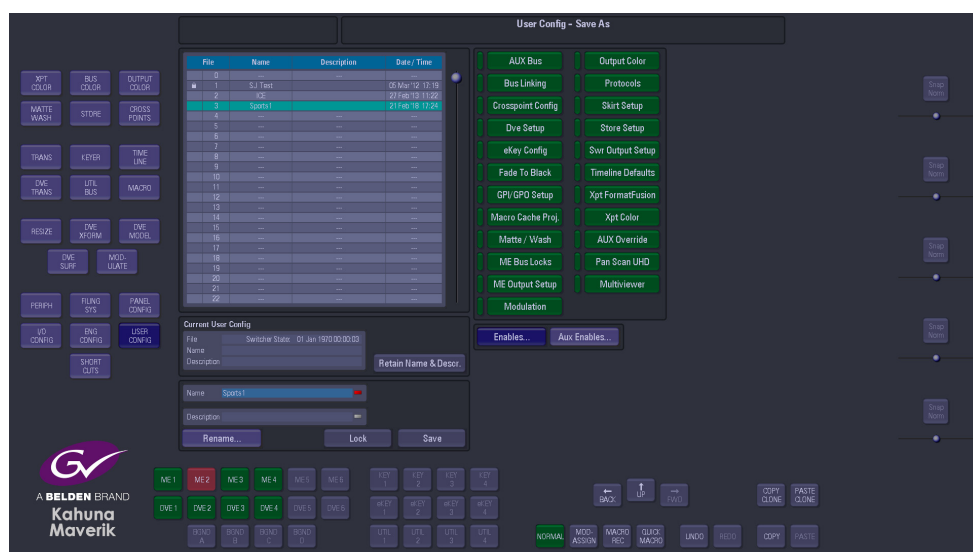 User Config - Save As
File Name Description Date / Time
0 --- --- ---
1 SJ Test --- 05 Mar'12 17:19
2 ICE --- 27 Feb'13 11:22
3 Sports1 --- 21 Feb'18 17:24
4 --- --- ---
5 --- --- ---
6 --- --- ---
7 --- --- ---
8 --- --- ---
9 --- --- ---
10 --- --- ---
11 --- --- ---
12 --- --- ---
13 --- --- ---
14 --- --- ---
15 --- --- ---
16 --- --- ---
17 --- --- ---
18 --- --- ---
19 --- --- ---
20 --- --- ---
21 --- --- ---
22 --- --- ---
XPT COLOR
BUS COLOR
OUTPUT COLOR
MATTE WASH
STORE
CROSS POINTS
TRANS
KEYER
TIME LINE
DVE TRANS
UTIL BUS
MACRO
RESIZE
DVE XFORM
DVE MODEL
DVE SURF
MOD-ULATE
PERIPH
FILING SYS
PANEL CONFIG
I/O CONFIG
ENG CONFIG
USER CONFIG
SHORT CUTS
AUX Bus
Output Color
Bus Linking
Protocols
Crosspoint Config
Skirt Setup
Dve Setup
Store Setup
eKey Config
Swr Output Setup
Fade To Black
Timeline Defaults
GPI/GPO Setup
Xpt FormatFusion
Macro Cache Proj.
Xpt Color
Matte / Wash
AUX Override
ME Bus Locks
Pan Scan UHD
ME Output Setup
Multiviewer
Modulation
Enables...
Aux Enables...
Snap Norm
Snap Norm
Snap Norm
Snap Norm
Snap Norm
Current User Config
File Switcher State: 01 Jan 1970 00:00:03
Name
Description
Retain Name & Descr.
Name Sports1
Description
Rename...
Lock
Save
GV
A BELDEN BRAND
Kahuna
Maverik
ME 1 ME 2 ME 3 ME 4 ME 5 ME 6
KEY 1 KEY 2 KEY 3 KEY 4
DVE 1 DVE 2 DVE 3 DVE 4 DVE 5 DVE 6
eKEY 1 eKEY 2 eKEY 3 eKEY 4
BGND A BGND B BGND C BGND D
UTIL 1 UTIL 2 UTIL 3 UTIL 4
BACK UP FWD
COPY CLONE PASTE CLONE
NORMAL MOD-ASSIGN MACRO REC QUICK MACRO UNDO REDO COPY PASTE